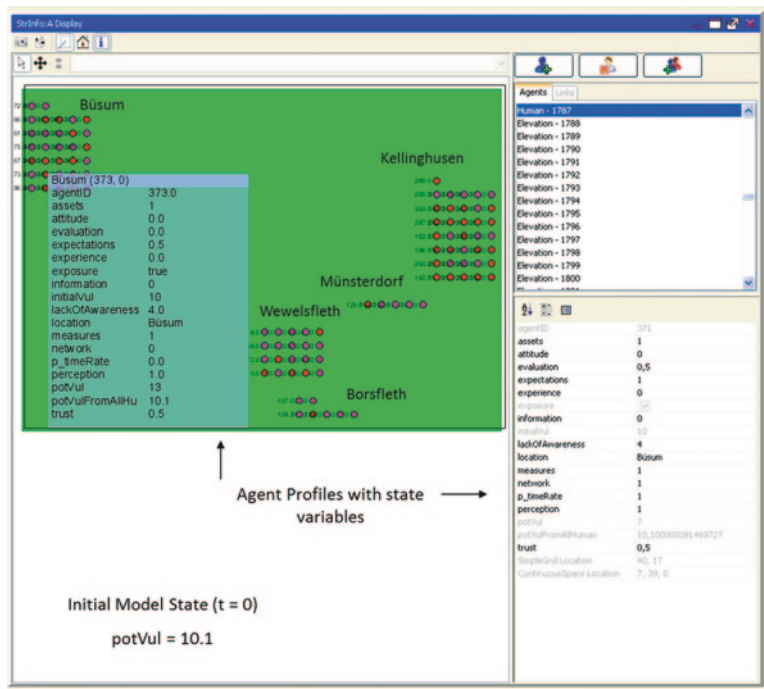 StrInfo:A Display
Büsum
Kellinghusen
Münsterdorf
Wewelsfleth
Borsfleth
Büsum (373, 0)
agentID 373.0
assets 1
attitude 0.0
evaluation 0.0
expectations 0.5
experience 0.0
exposure true
information 0
initialVul 10
lackOfAwareness 4.0
location Büsum
measures 1
network 0
p_timeRate 0.0
perception 1.0
potVul 13
potVulFromAllHu 10.1
trust 0.5
Agent Profiles with state
variables
Initial Model State (t = 0)
potVul = 10.1
Agents Links
Human - 1787
Elevation - 1788
Elevation - 1789
Elevation - 1790
Elevation - 1791
Elevation - 1792
Elevation - 1793
Elevation - 1794
Elevation - 1795
Elevation - 1796
Elevation - 1797
Elevation - 1798
Elevation - 1799
Elevation - 1800
agentID 371
assets 1
attitude 0
evaluation 0,5
expectations 1
experience 0
exposure
information 0
initialVul 10
lackOfAwareness 4
location Büsum
measures 1
network 1
p_timeRate 1
perception 1
potVul 7
potVulFromAllHuman 10,100000381469727
trust 0,5
SimpleGrid Location 40, 17
ContinuousSpace Location 7, 39, 0